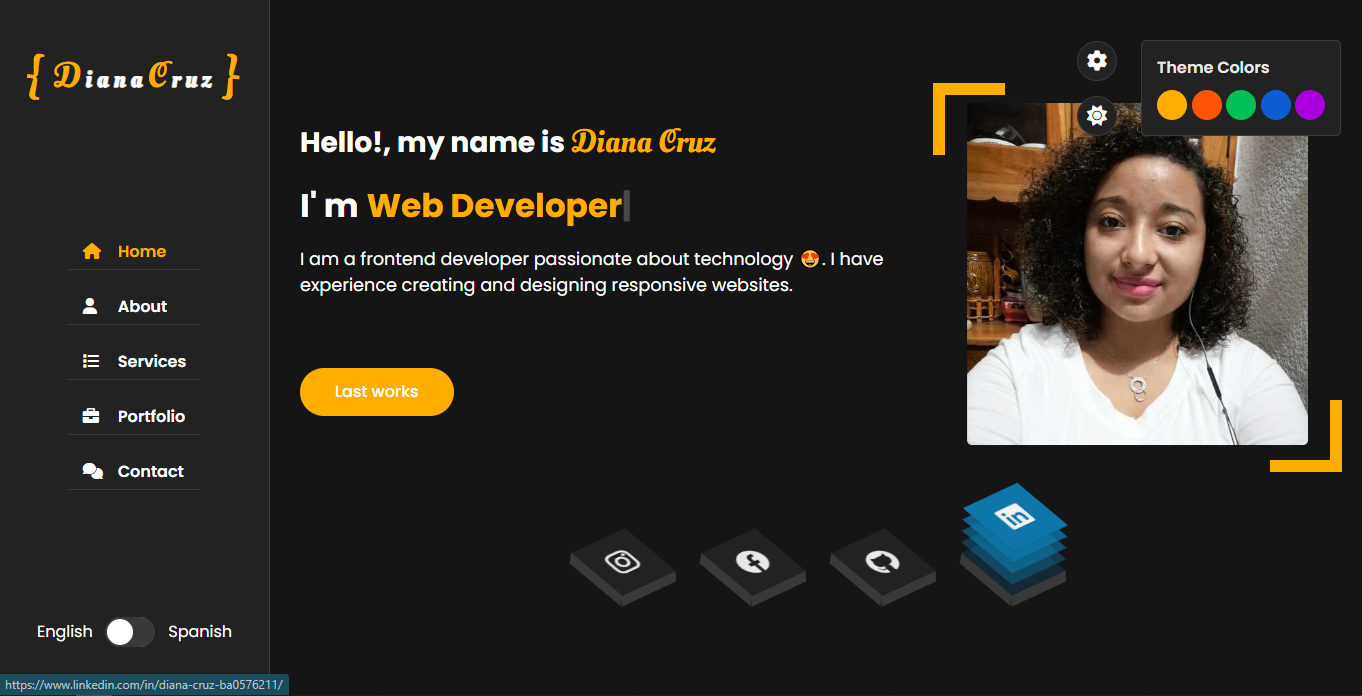 { DianaCruz }
Home
About
Services
Portfolio
Contact
English Spanish
Hello!, my name is Diana Cruz
I' m Web Developer
I am a frontend developer passionate about technology 😍. I have
experience creating and designing responsive websites.
Last works
Theme Colors
in
https://www.linkedin.com/in/diana-cruz-ba0576211/